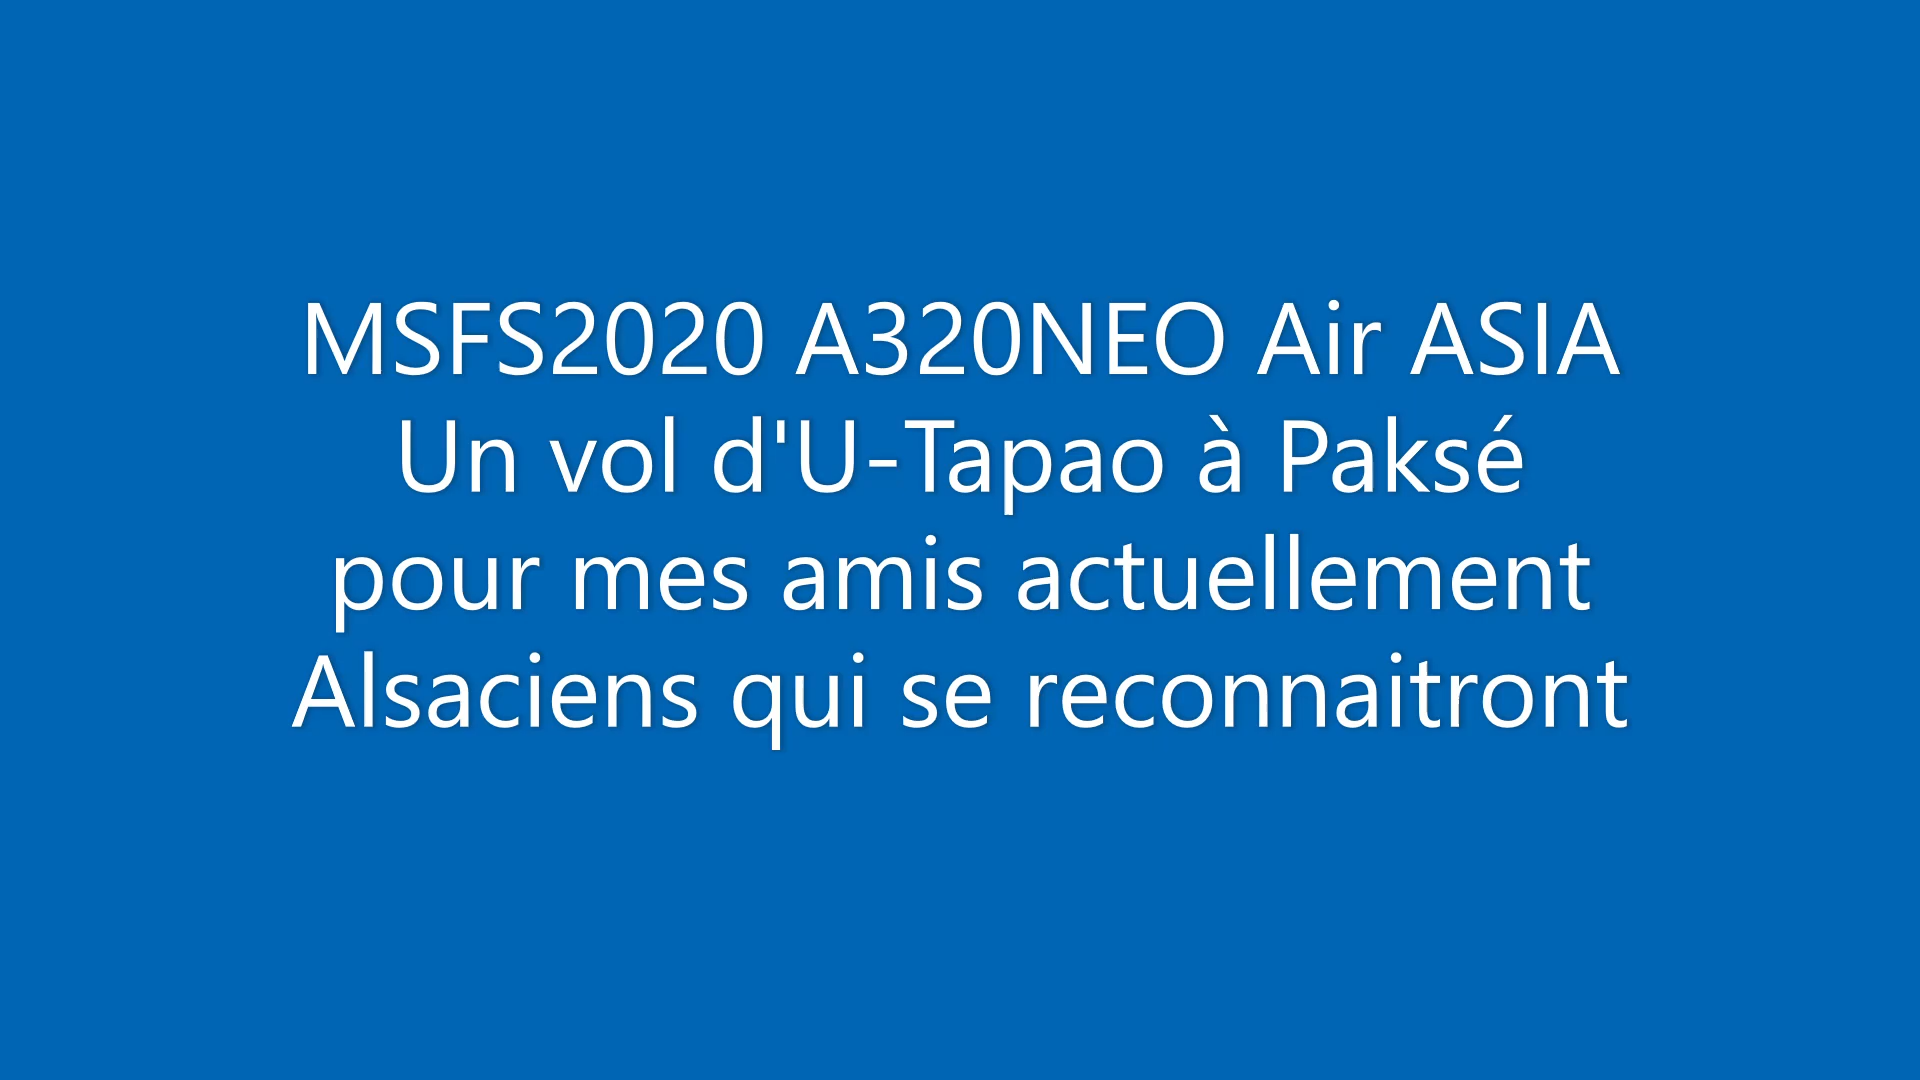 MSFS2020 A320NEO Air ASIA
Un vol d'U-Tapao à Paksé
pour mes amis actuellement
Alsaciens qui se reconnaitront